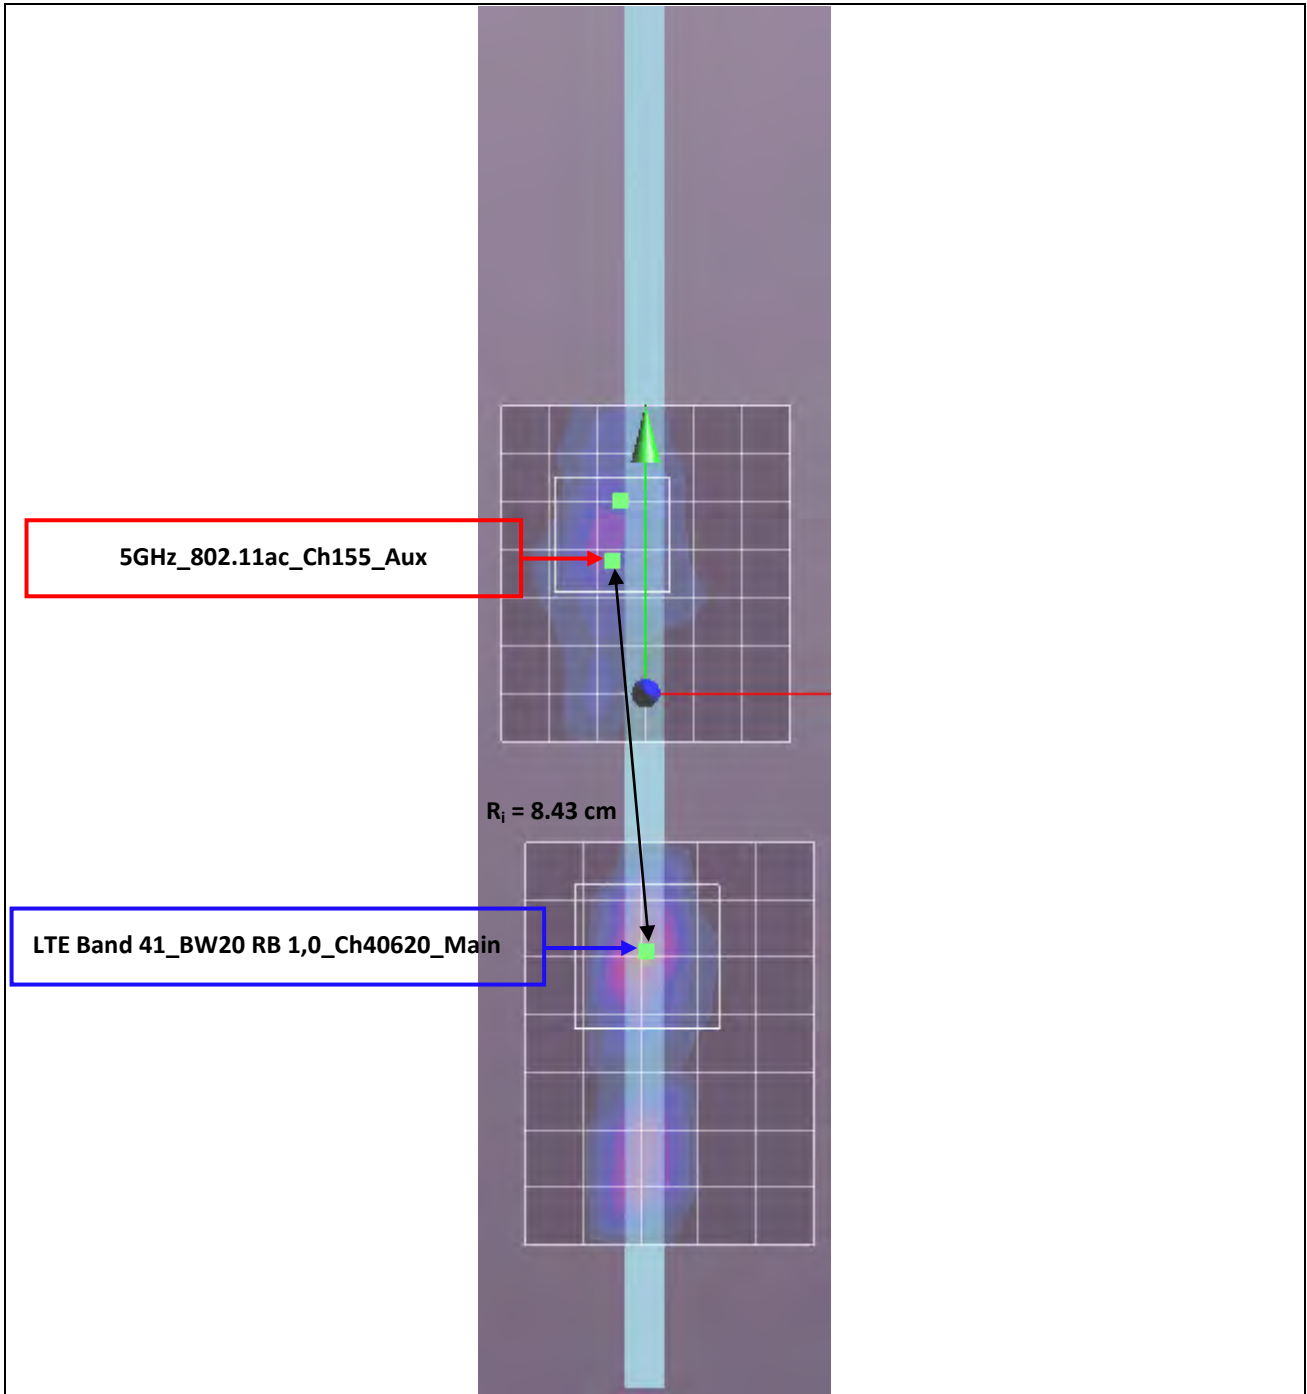 5GHz_802.11ac_Ch155_Aux
Rᵢ = 8.43 cm
LTE Band 41_BW20 RB 1,0_Ch40620_Main